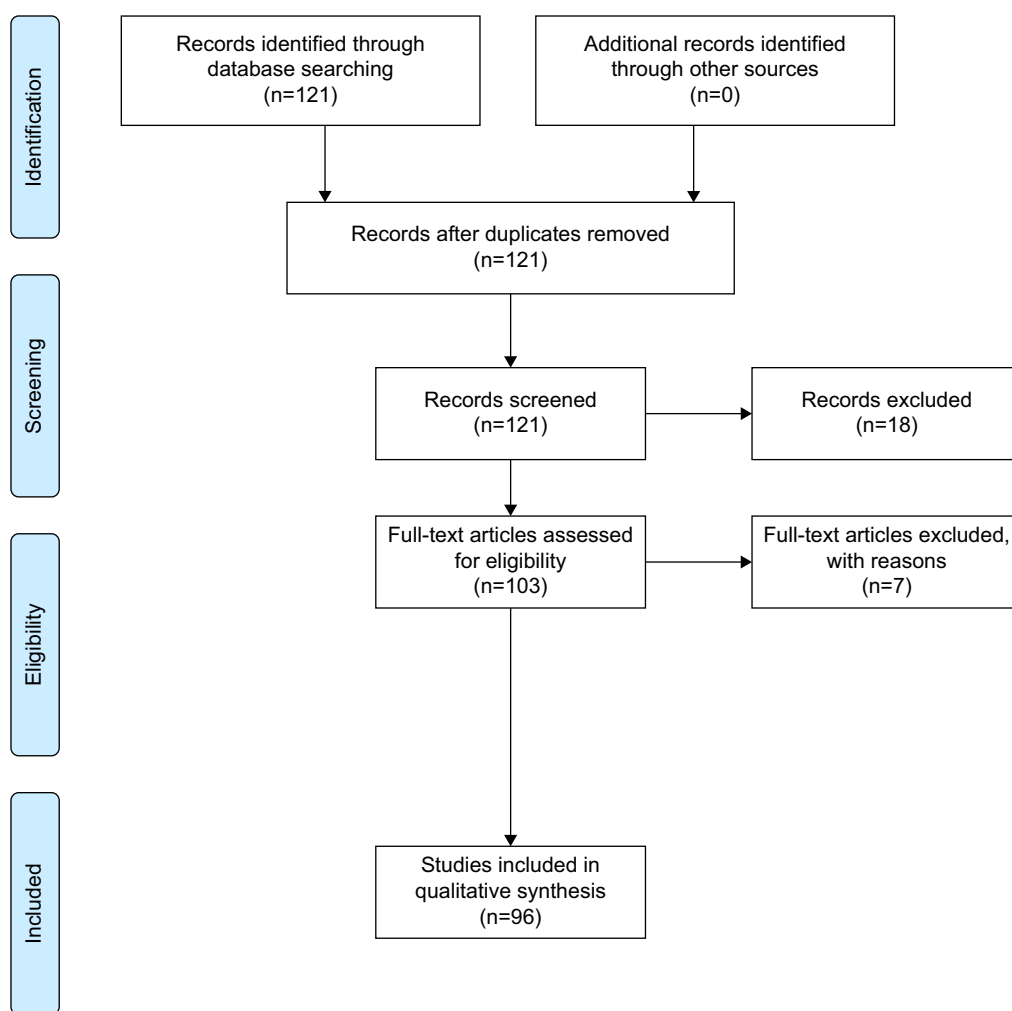 Identification
Records identified through
database searching
(n=121)
Additional records identified
through other sources
(n=0)
Records after duplicates removed
(n=121)
Screening
Records screened
(n=121)
Records excluded
(n=18)
Eligibility
Full-text articles assessed
for eligibility
(n=103)
Full-text articles excluded,
with reasons
(n=7)
Included
Studies included in
qualitative synthesis
(n=96)